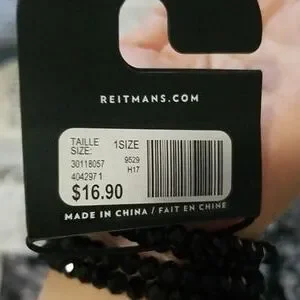 REITMANS.COM
TAILLE 1SIZE
SIZE:
30118057 9529
404297 1 H17
$16.90
MADE IN CHINA / FAIT EN CHINE